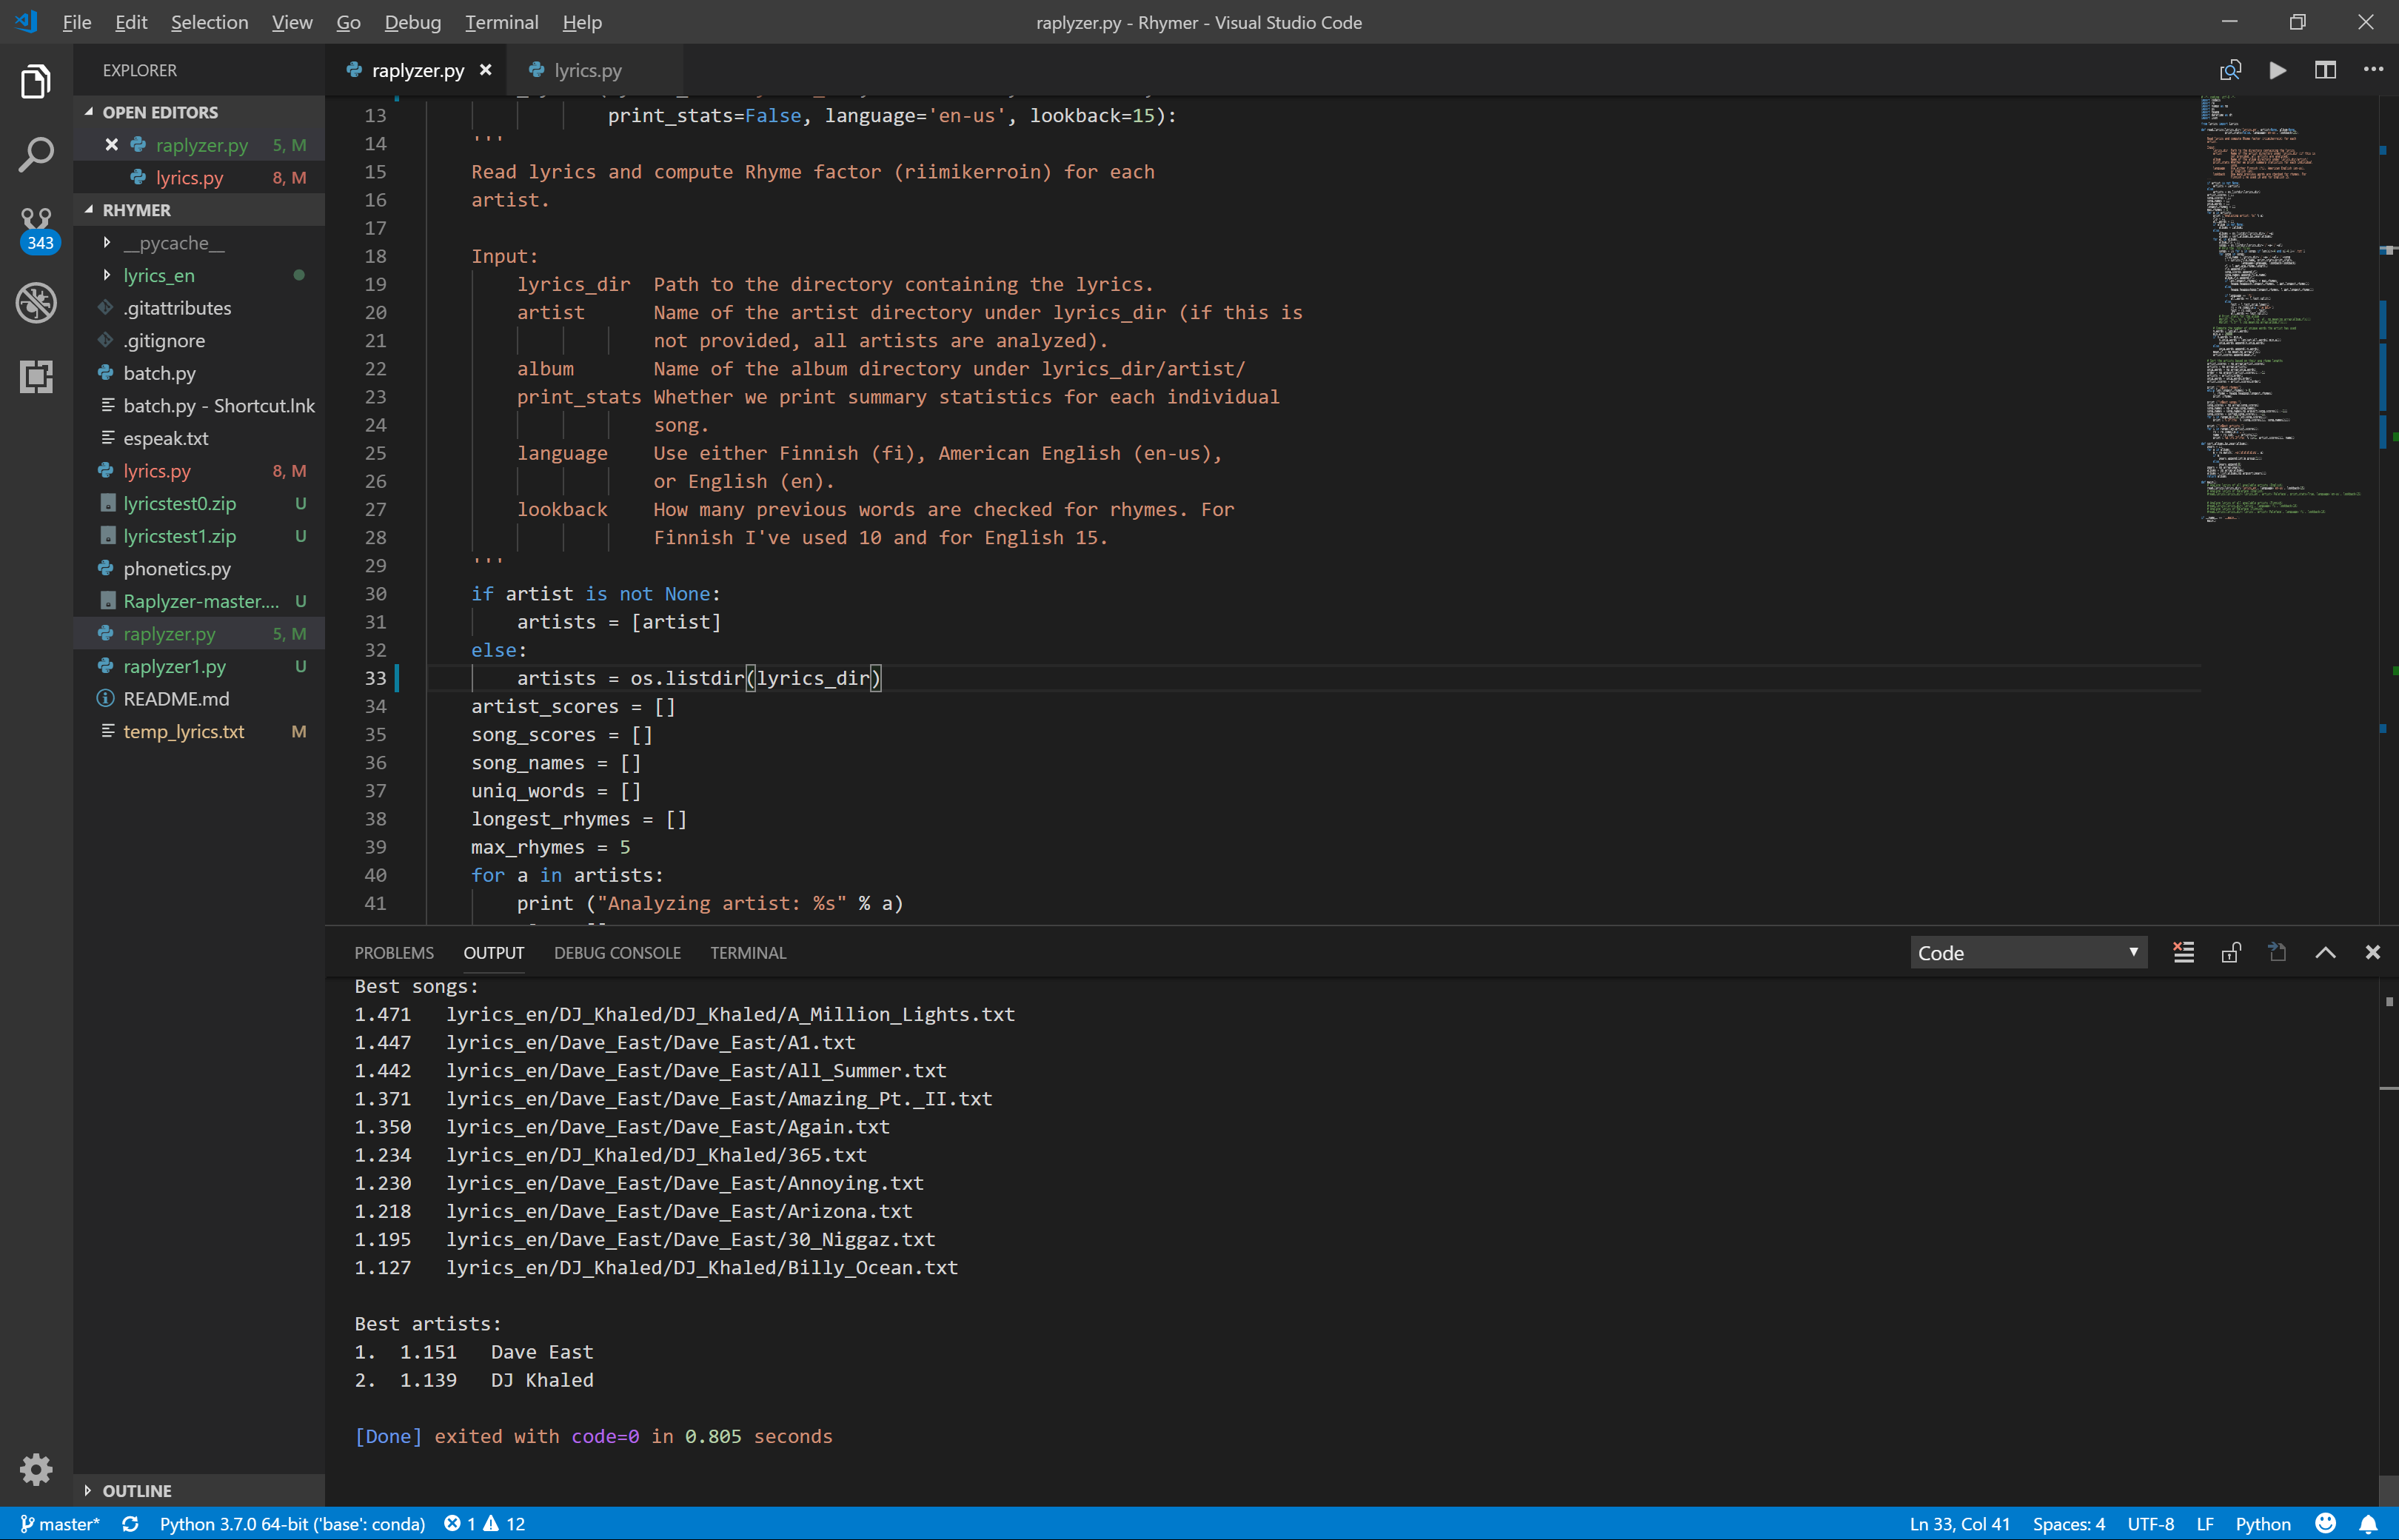 File Edit Selection View Go Debug Terminal Help raplyzer.py - Rhymer - Visual Studio Code
EXPLORER
OPEN EDITORS
raplyzer.py 5, M
lyrics.py 8, M
RHYMER
__pycache__
lyrics_en
.gitattributes
.gitignore
batch.py
batch.py - Shortcut.lnk
espeak.txt
lyrics.py 8, M
lyricstest0.zip U
lyricstest1.zip U
phonetics.py
Raplyzer-master.... U
raplyzer.py 5, M
raplyzer1.py U
README.md
temp_lyrics.txt M
OUTLINE
343
raplyzer.py lyrics.py
13 print_stats=False, language='en-us', lookback=15):
14 '''
15 Read lyrics and compute Rhyme factor (riimikerroin) for each
16 artist.
17
18 Input:
19 lyrics_dir Path to the directory containing the lyrics.
20 artist Name of the artist directory under lyrics_dir (if this is
21 not provided, all artists are analyzed).
22 album Name of the album directory under lyrics_dir/artist/
23 print_stats Whether we print summary statistics for each individual
24 song.
25 language Use either Finnish (fi), American English (en-us),
26 or English (en).
27 lookback How many previous words are checked for rhymes. For
28 Finnish I've used 10 and for English 15.
29 '''
30 if artist is not None:
31 artists = [artist]
32 else:
33 artists = os.listdir(lyrics_dir)
34 artist_scores = []
35 song_scores = []
36 song_names = []
37 uniq_words = []
38 longest_rhymes = []
39 max_rhymes = 5
40 for a in artists:
41 print ("Analyzing artist: %s" % a)
PROBLEMS OUTPUT DEBUG CONSOLE TERMINAL Code
Best songs:
1.471 lyrics_en/DJ_Khaled/DJ_Khaled/A_Million_Lights.txt
1.447 lyrics_en/Dave_East/Dave_East/A1.txt
1.442 lyrics_en/Dave_East/Dave_East/All_Summer.txt
1.371 lyrics_en/Dave_East/Dave_East/Amazing_Pt._II.txt
1.350 lyrics_en/Dave_East/Dave_East/Again.txt
1.234 lyrics_en/DJ_Khaled/DJ_Khaled/365.txt
1.230 lyrics_en/Dave_East/Dave_East/Annoying.txt
1.218 lyrics_en/Dave_East/Dave_East/Arizona.txt
1.195 lyrics_en/Dave_East/Dave_East/30_Niggaz.txt
1.127 lyrics_en/DJ_Khaled/DJ_Khaled/Billy_Ocean.txt
Best artists:
1. 1.151 Dave East
2. 1.139 DJ Khaled
[Done] exited with code=0 in 0.805 seconds
master* Python 3.7.0 64-bit ('base': conda) 1 12 Ln 33, Col 41 Spaces: 4 UTF-8 LF Python